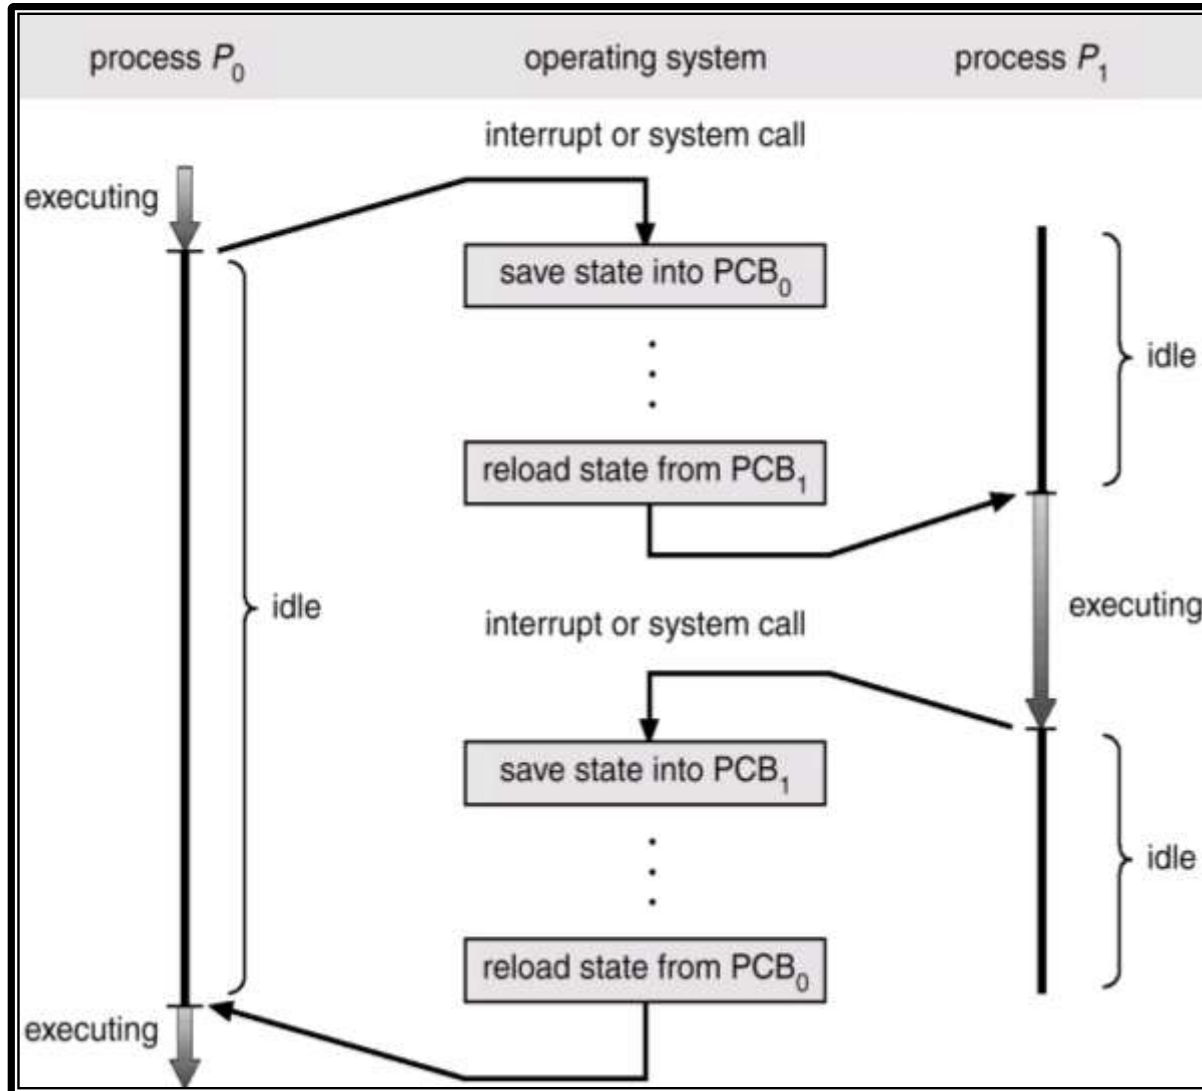 process P₀ operating system process P₁
interrupt or system call
executing
save state into PCB₀
idle
reload state from PCB₁
idle
interrupt or system call
executing
save state into PCB₁
idle
reload state from PCB₀
executing